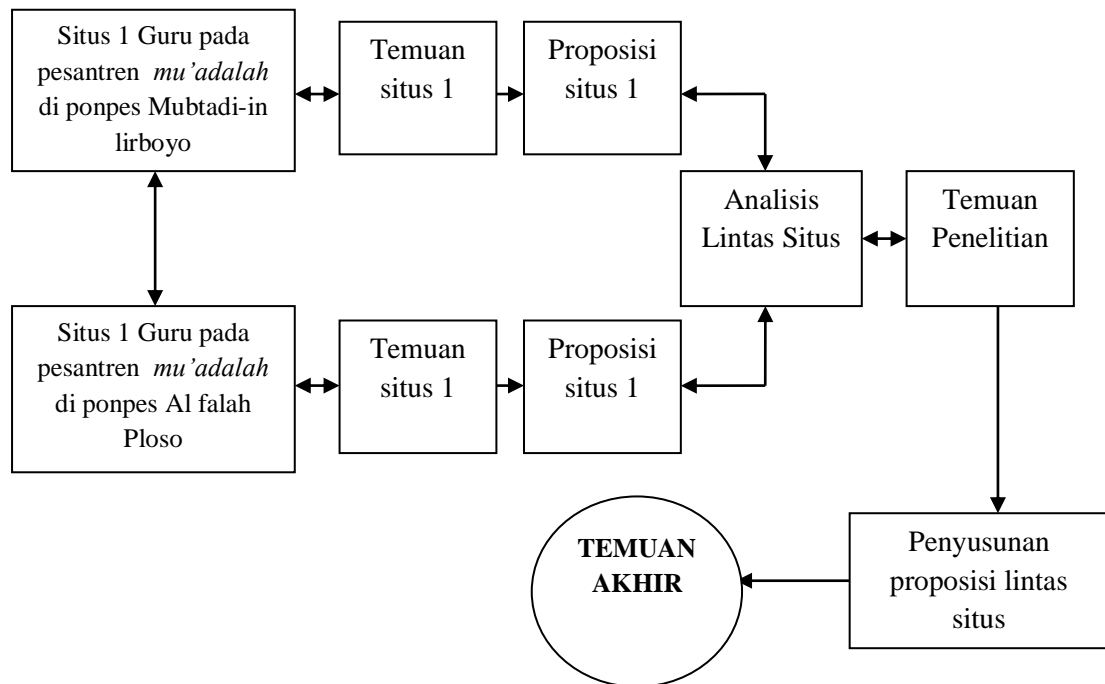 Situs 1 Guru pada
pesantren mu’adalah
di ponpes Mubtadi-in
lirboyo
Temuan
situs 1
Proposisi
situs 1
Analisis
Lintas Situs
Temuan
Penelitian
Situs 1 Guru pada
pesantren mu’adalah
di ponpes Al falah
Ploso
Temuan
situs 1
Proposisi
situs 1
TEMUAN
AKHIR
Penyusunan
proposisi lintas
situs